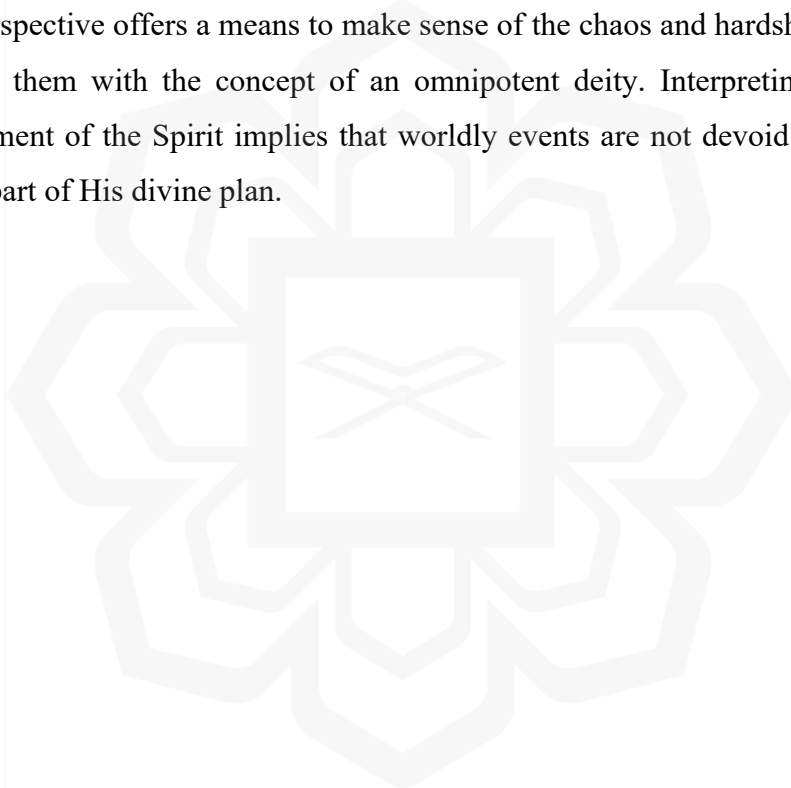 spective offers a means to make sense of the chaos and hardsh
them with the concept of an omnipotent deity. Interpretin
ment of the Spirit implies that worldly events are not devoid
part of His divine plan.